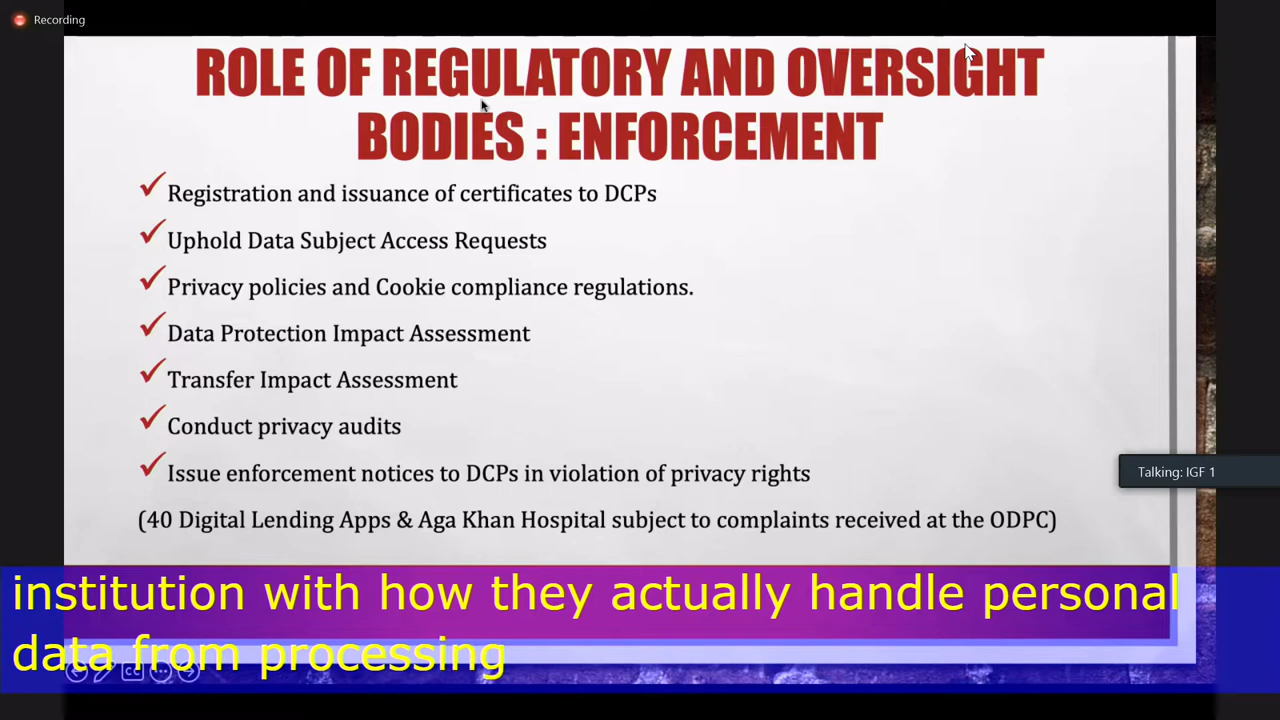 Recording
ROLE OF REGULATORY AND OVERSIGHT
BODIES : ENFORCEMENT
Registration and issuance of certificates to DCPs
Uphold Data Subject Access Requests
Privacy policies and Cookie compliance regulations.
Data Protection Impact Assessment
Transfer Impact Assessment
Conduct privacy audits
Talking: IGF 1
Issue enforcement notices to DCPs in violation of privacy rights
(40 Digital Lending Apps & Aga Khan Hospital subject to complaints received at the ODPC)
institution with how they actually handle personal
data from processing
CC